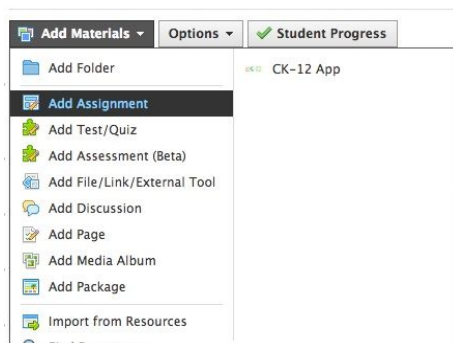 Add Materials Options Student Progress
Add Folder CK-12 App
Add Assignment
Add Test/Quiz
Add Assessment (Beta)
Add File/Link/External Tool
Add Discussion
Add Page
Add Media Album
Add Package
Import from Resources